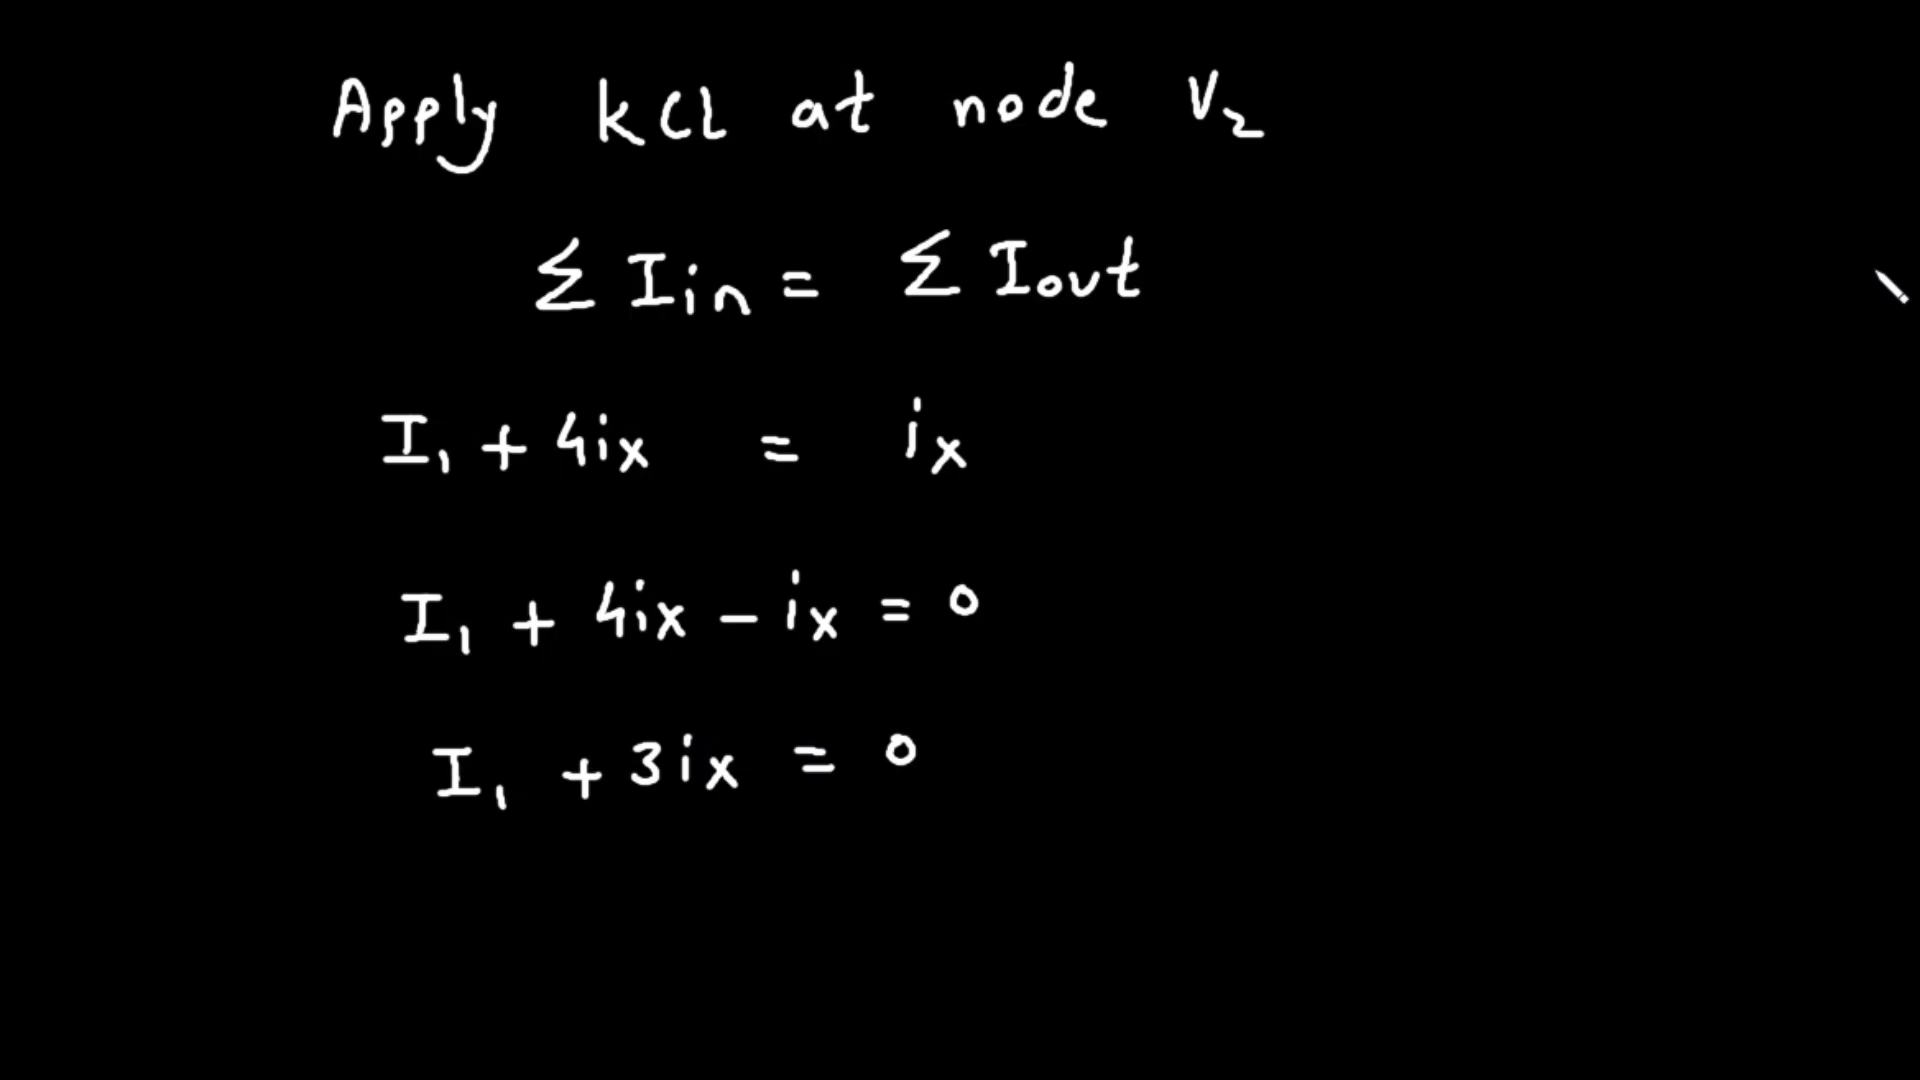 Apply kCL at node V₂
Σ Iin = Σ Iout
I₁ + 4ix = ix
I₁ + 4ix - ix = 0
I₁ + 3ix = 0